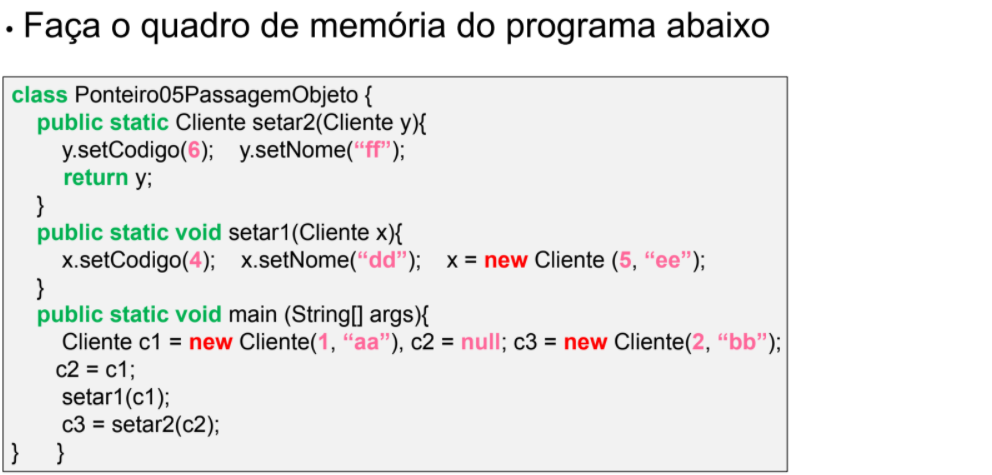 • Faça o quadro de memória do programa abaixo
class Ponteiro05PassagemObjeto {
public static Cliente setar2(Cliente y){
y.setCodigo(6); y.setNome(“ff”);
return y;
}
public static void setar1(Cliente x){
x.setCodigo(4); x.setNome(“dd”); x = new Cliente (5, “ee”);
}
public static void main (String[] args){
Cliente c1 = new Cliente(1, “aa”), c2 = null; c3 = new Cliente(2, “bb”);
c2 = c1;
setar1(c1);
c3 = setar2(c2);
} }